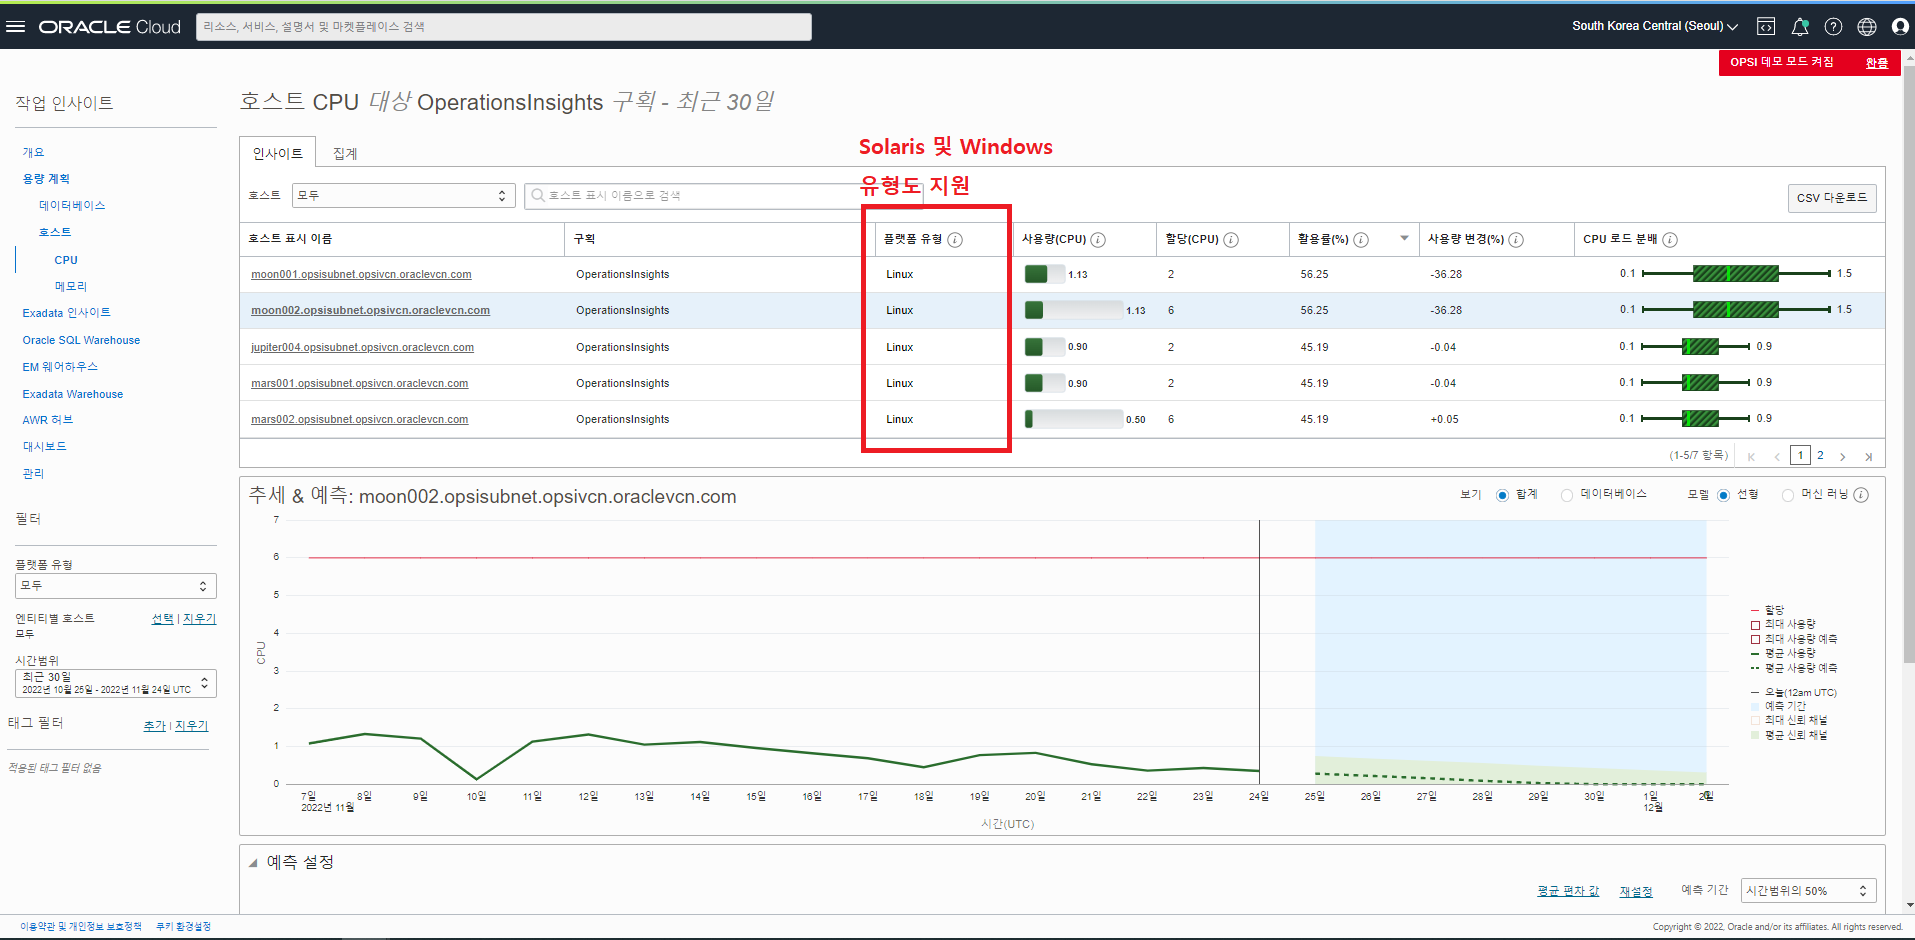 ORACLE Cloud
리소스, 서비스, 설명서 및 마켓플레이스 검색
South Korea Central (Seoul)
OPSI 데모 모드 켜짐
완료
작업 인사이트
개요
용량 계획
데이터베이스
호스트
CPU
메모리
Exadata 인사이트
Oracle SQL Warehouse
EM 웨어하우스
Exadata Warehouse
AWR 허브
대시보드
관리
필터
플랫폼 유형
모두
엔티티별 호스트 선택 | 지우기
모두
시간범위
최근 30일
2022년 10월 25일 - 2022년 11월 24일 UTC
태그 필터 추가 | 지우기
적용된 태그 필터 없음
호스트 CPU 대상 OperationsInsights 구획 - 최근 30일
인사이트 집계
Solaris 및 Windows
유형도 지원
호스트 모두 호스트 표시 이름으로 검색 CSV 다운로드
호스트 표시 이름 구획 플랫폼 유형 사용량(CPU) 할당(CPU) 활용률(%) 사용량 변경(%) CPU 로드 분배
moon001.opsisubnet.opsivcn.oraclevcn.com OperationsInsights Linux 1.13 2 56.25 -36.28 0.1 1.5
moon002.opsisubnet.opsivcn.oraclevcn.com OperationsInsights Linux 1.13 6 56.25 -36.28 0.1 1.5
jupiter004.opsisubnet.opsivcn.oraclevcn.com OperationsInsights Linux 0.90 2 45.19 -0.04 0.1 0.9
mars001.opsisubnet.opsivcn.oraclevcn.com OperationsInsights Linux 0.90 2 45.19 -0.04 0.1 0.9
mars002.opsisubnet.opsivcn.oraclevcn.com OperationsInsights Linux 0.50 6 45.19 +0.05 0.1 0.9
(1-5/7 항목) 1 2
추세 & 예측: moon002.opsisubnet.opsivcn.oraclevcn.com
보기 합계 데이터베이스 모델 선형 머신 러닝
7
6
5
4
3
2
1
0
CPU
7일 8일 9일 10일 11일 12일 13일 14일 15일 16일 17일 18일 19일 20일 21일 22일 23일 24일 25일 26일 27일 28일 29일 30일 1일
2022년 11월 12월
시간(UTC)
할당
최대 사용량
최대 사용량 예측
평균 사용량
평균 사용량 예측
오늘(12am UTC)
예측 기간
최대 신뢰 채널
평균 신뢰 채널
예측 설정
평균 편차 값 재설정 예측 기간 시간범위의 50%
이용약관 및 개인정보 보호정책 쿠키 환경설정
Copyright © 2022, Oracle and/or its affiliates. All rights reserved.